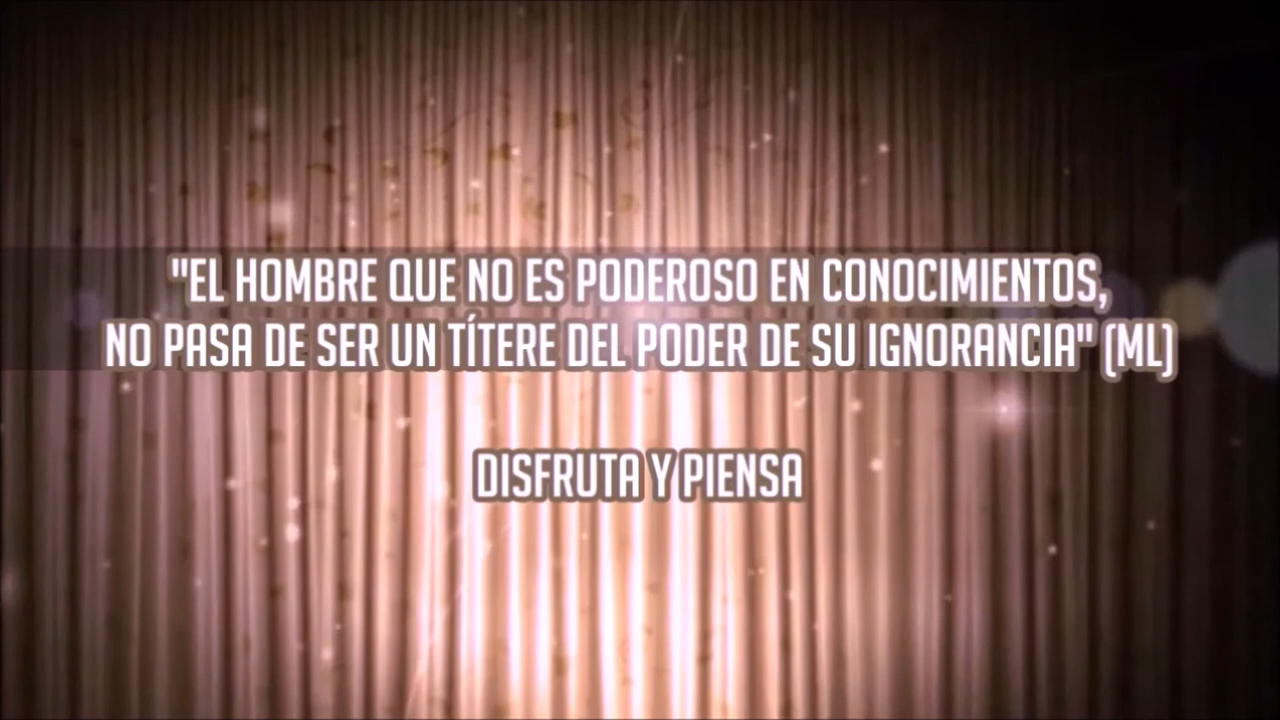 "EL HOMBRE QUE NO ES PODEROSO EN CONOCIMIENTOS,
NO PASA DE SER UN TÍTERE DEL PODER DE SU IGNORANCIA" (ML)
DISFRUTA Y PIENSA